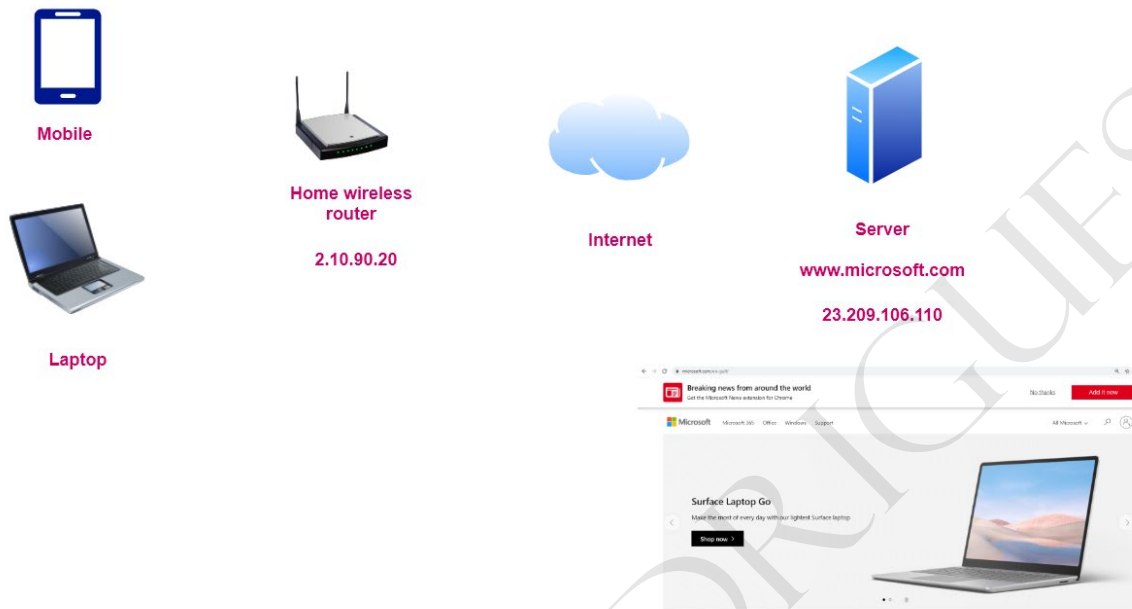 Mobile
Home wireless
router
2.10.90.20
Laptop
Internet
Server
www.microsoft.com
23.209.106.110
Breaking news from around the world
Get the Microsoft News extension for Chrome
No thanks
Add it now
Microsoft
Microsoft 365 Office Windows Support
All Microsoft
Surface Laptop Go
Make the most of every day with our lightest Surface laptop
Shop now